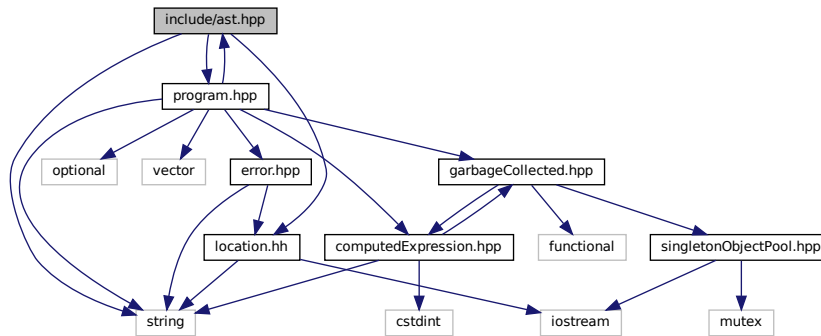 include/ast.hpp
program.hpp
optional
vector
error.hpp
garbageCollected.hpp
location.hh
computedExpression.hpp
functional
singletonObjectPool.hpp
string
cstdint
iostream
mutex